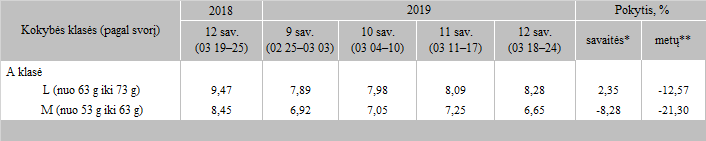 Kokybės klasės (pagal svorį) 2018 2019 Pokytis, %
12 sav. (03 19–25) 9 sav. (02 25–03 03) 10 sav. (03 04–10) 11 sav. (03 11–17) 12 sav. (03 18–24) savaitės* metų**
A klasė
L (nuo 63 g iki 73 g) 9,47 7,89 7,98 8,09 8,28 2,35 -12,57
M (nuo 53 g iki 63 g) 8,45 6,92 7,05 7,25 6,65 -8,28 -21,30